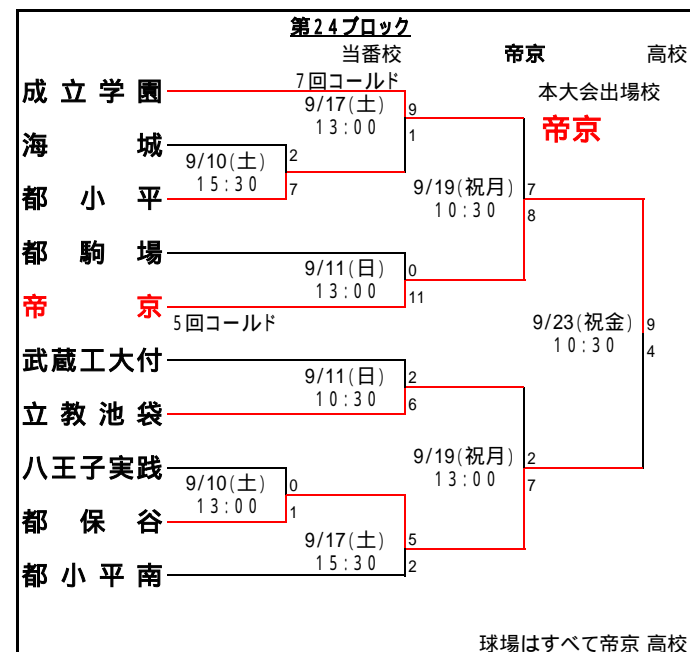 第24ブロック
当番校 帝京 高校
7回コールド
成立学園
9/17(土)
13:00
9
1
本大会出場校
帝京
海城
9/10(土)
15:30
2
7
都小平
9/19(祝月)
10:30
7
8
都駒場
9/11(日)
13:00
0
11
帝京
5回コールド
9/23(祝金)
10:30
9
4
武蔵工大付
9/11(日)
10:30
2
6
立教池袋
八王子実践
9/10(土)
13:00
0
1
9/19(祝月)
13:00
2
7
都保谷
9/17(土)
15:30
5
2
都小平南
球場はすべて帝京 高校